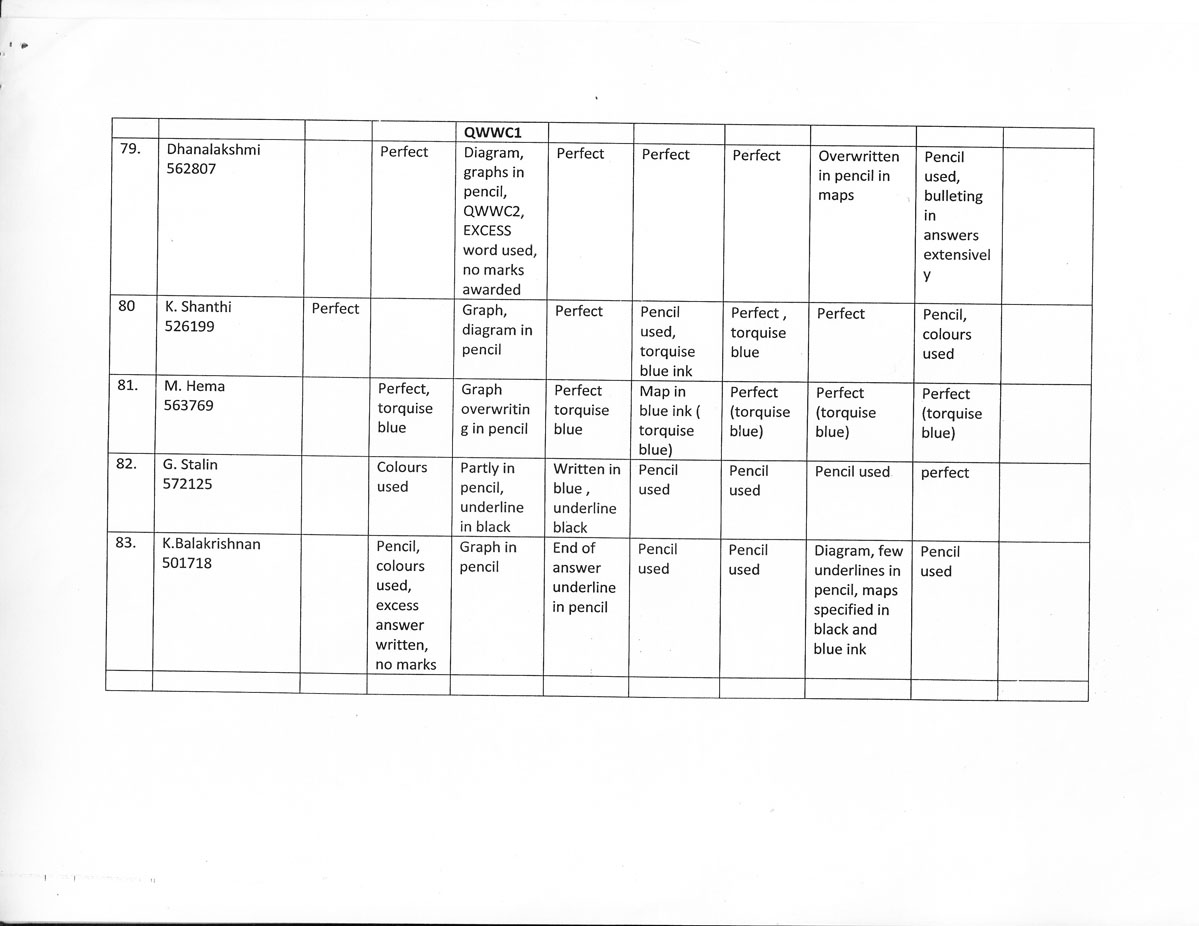 QWWC1
79.
Dhanalakshmi
562807
Perfect
Diagram,
graphs in
pencil,
QWWC2,
EXCESS
word used,
no marks
awarded
Perfect
Perfect
Perfect
Overwritten
in pencil in
maps
Pencil
used,
bulleting
in
answers
extensivel
y
80
K. Shanthi
526199
Perfect
Graph,
diagram in
pencil
Perfect
Pencil
used,
torquise
blue ink
Perfect ,
torquise
blue
Perfect
Pencil,
colours
used
81.
M. Hema
563769
Perfect,
torquise
blue
Graph
overwritin
g in pencil
Perfect
torquise
blue
Map in
blue ink (
torquise
blue)
Perfect
(torquise
blue)
Perfect
(torquise
blue)
Perfect
(torquise
blue)
82.
G. Stalin
572125
Colours
used
Partly in
pencil,
underline
in black
Written in
blue ,
underline
black
Pencil
used
Pencil
used
Pencil used
perfect
83.
K.Balakrishnan
501718
Pencil,
colours
used,
excess
answer
written,
no marks
Graph in
pencil
End of
answer
underline
in pencil
Pencil
used
Pencil
used
Diagram, few
underlines in
pencil, maps
specified in
black and
blue ink
Pencil
used